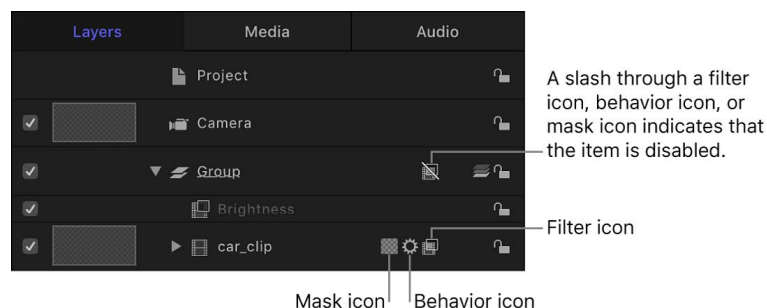 Layers
Media
Audio
Project
Camera
Group
Brightness
car_clip
A slash through a filter
icon, behavior icon, or
mask icon indicates that
the item is disabled.
Filter icon
Mask icon
Behavior icon